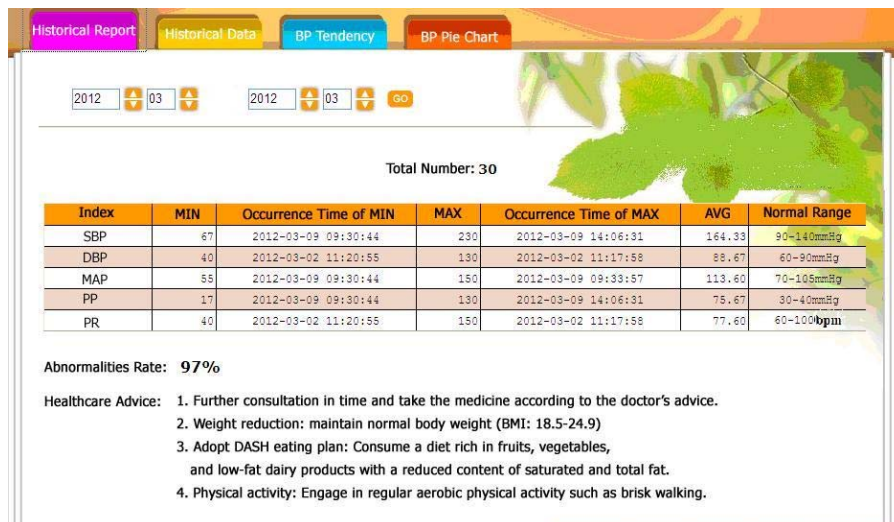 Historical Report Historical Data BP Tendency BP Pie Chart
2012 03 2012 03 GO
Total Number: 30
Index MIN Occurrence Time of MIN MAX Occurrence Time of MAX AVG Normal Range
SBP 67 2012-03-09 09:30:44 230 2012-03-09 14:06:31 164.33 90-140mmHg
DBP 40 2012-03-02 11:20:55 130 2012-03-02 11:17:58 88.67 60-90mmHg
MAP 55 2012-03-09 09:30:44 150 2012-03-09 09:33:57 113.60 70-105mmHg
PP 17 2012-03-09 09:30:44 130 2012-03-09 14:06:31 75.67 30-40mmHg
PR 40 2012-03-02 11:20:55 150 2012-03-02 11:17:58 77.60 60-100bpm
Abnormalities Rate: 97%
Healthcare Advice: 1. Further consultation in time and take the medicine according to the doctor's advice.
2. Weight reduction: maintain normal body weight (BMI: 18.5-24.9)
3. Adopt DASH eating plan: Consume a diet rich in fruits, vegetables,
and low-fat dairy products with a reduced content of saturated and total fat.
4. Physical activity: Engage in regular aerobic physical activity such as brisk walking.